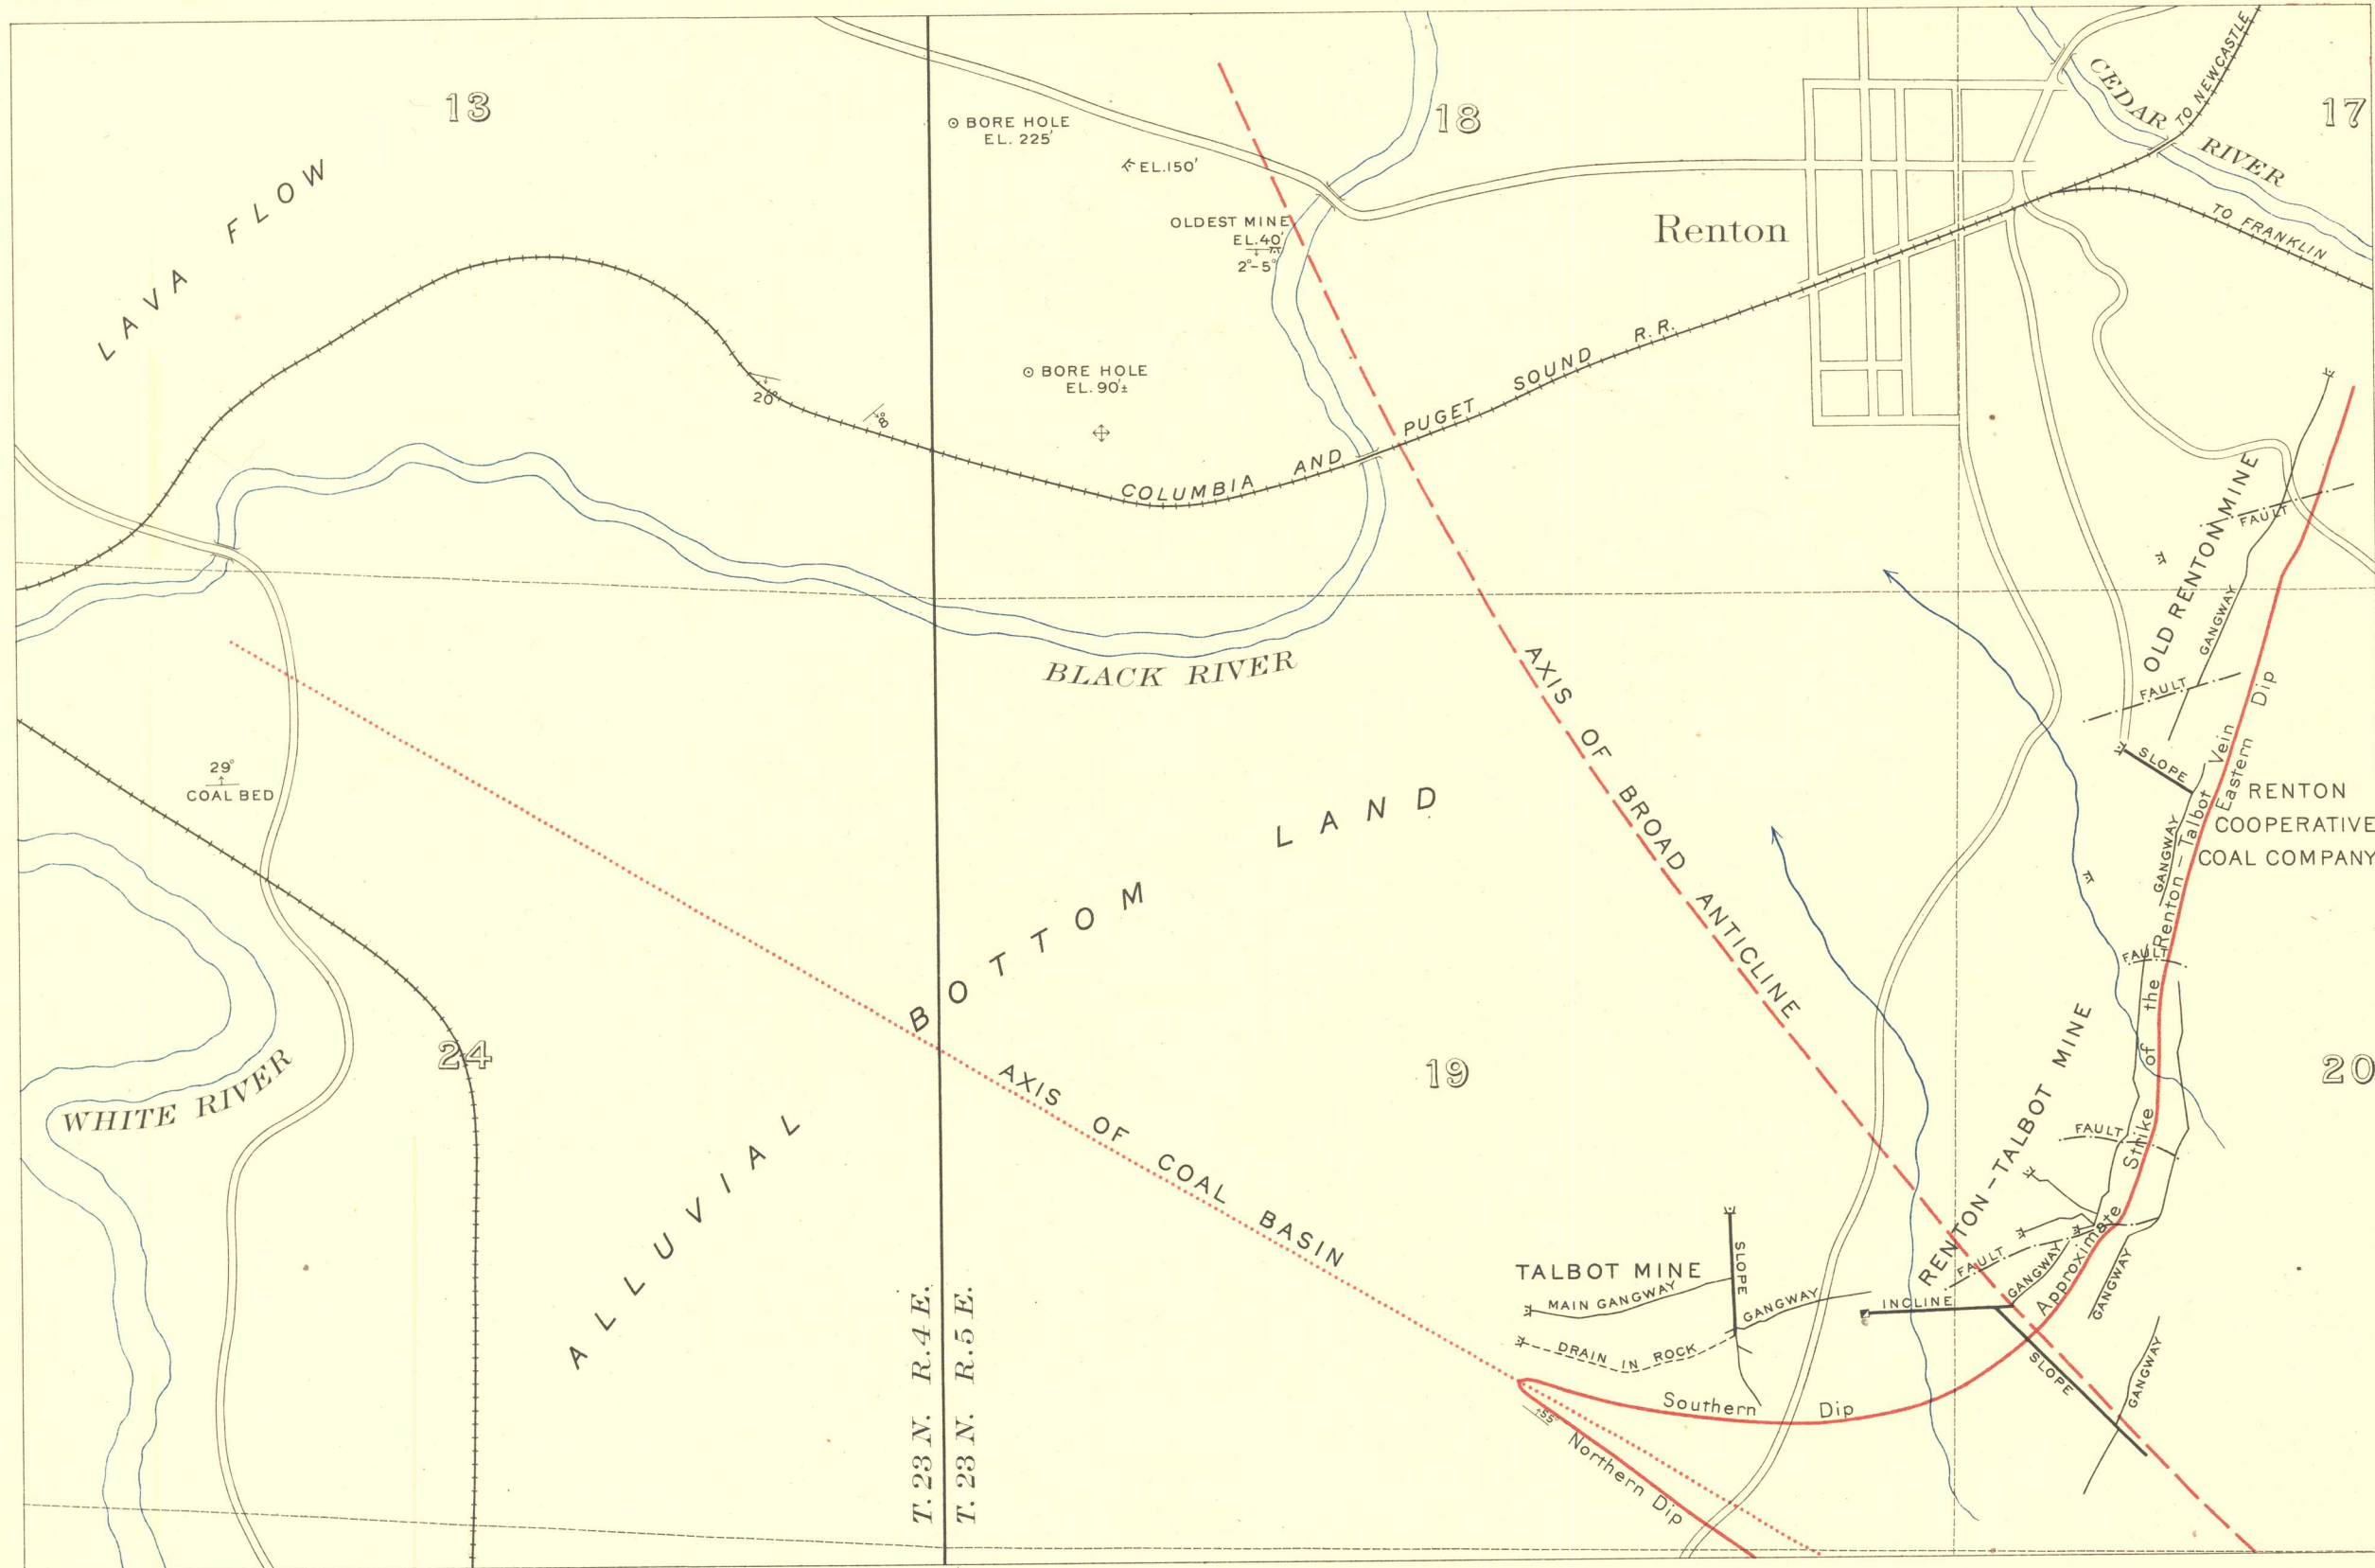 13
18
17
LAVA FLOW
BORE HOLE
EL. 225'
EL.150'
OLDEST MINE
EL.40'
2°-5°
Renton
CEDAR RIVER
TO NEWCASTLE
TO FRANKLIN
20°
8°
BORE HOLE
EL. 90'±
COLUMBIA AND PUGET SOUND R.R.
BLACK RIVER
29°
COAL BED
WHITE RIVER
24
19
20
ALLUVIAL BOTTOM LAND
AXIS OF BROAD ANTICLINE
AXIS OF COAL BASIN
T.23 N. R.4 E.
T.23 N. R.5 E.
OLD RENTON MINE
FAULT
GANGWAY
FAULT
SLOPE
GANGWAY
RENTON
COOPERATIVE
COAL COMPANY
Approximate Strike of the Renton-Talbot Vein
Eastern Dip
FAULT
RENTON-TALBOT MINE
FAULT
FAULT
GANGWAY
GANGWAY
INCLINE
SLOPE
GANGWAY
TALBOT MINE
MAIN GANGWAY
SLOPE
GANGWAY
DRAIN IN ROCK
Southern Dip
55°
Northern Dip